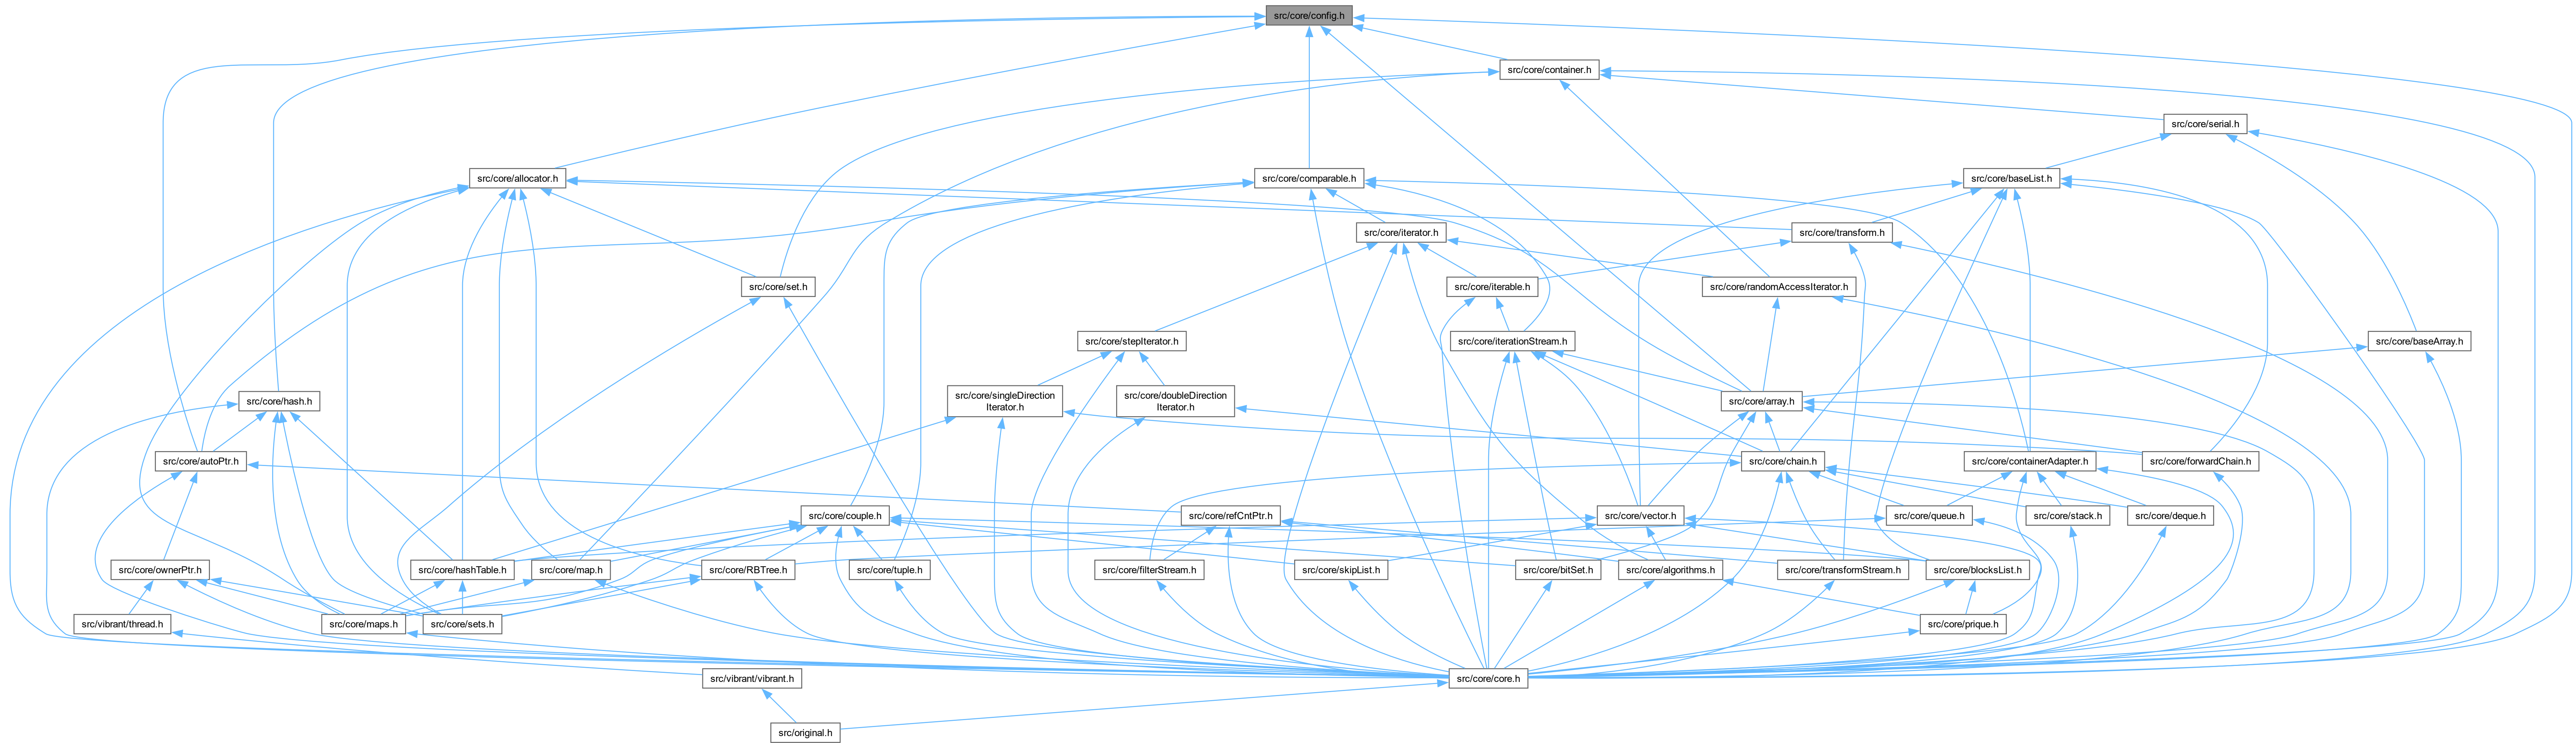 src/core/config.h
src/core/container.h
src/core/serial.h
src/core/allocator.h
src/core/comparable.h
src/core/baseList.h
src/core/iterator.h
src/core/transform.h
src/core/set.h
src/core/iterable.h
src/core/randomAccessIterator.h
src/core/stepIterator.h
src/core/iterationStream.h
src/core/baseArray.h
src/core/hash.h
src/core/singleDirection
Iterator.h
src/core/doubleDirection
Iterator.h
src/core/array.h
src/core/autoPtr.h
src/core/chain.h
src/core/containerAdapter.h
src/core/forwardChain.h
src/core/couple.h
src/core/refCntPtr.h
src/core/vector.h
src/core/queue.h
src/core/stack.h
src/core/deque.h
src/core/ownerPtr.h
src/core/hashTable.h
src/core/map.h
src/core/RBTree.h
src/core/tuple.h
src/core/filterStream.h
src/core/skipList.h
src/core/bitSet.h
src/core/algorithms.h
src/core/transformStream.h
src/core/blocksList.h
src/vibrant/thread.h
src/core/maps.h
src/core/sets.h
src/core/prique.h
src/vibrant/vibrant.h
src/core/core.h
src/original.h